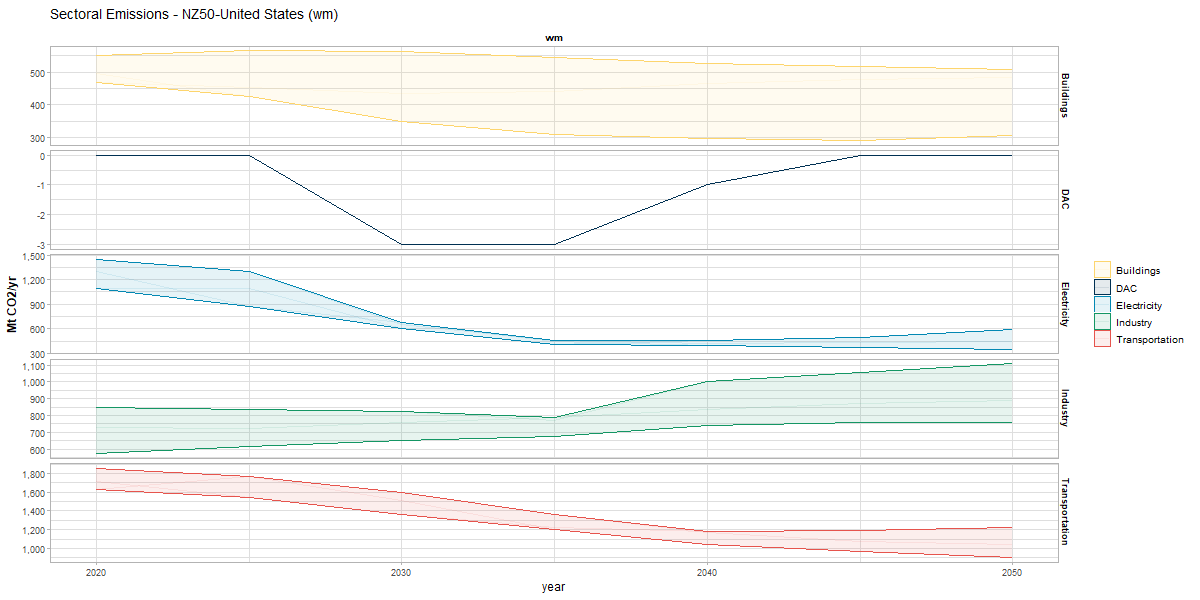 Sectoral Emissions - NZ50-United States (wm)
wm
500
400
300
Buildings
0
-1
-2
-3
DAC
1,500
1,200
900
600
300
Electricity
1,100
1,000
900
800
700
600
Industry
1,800
1,600
1,400
1,200
1,000
Transportation
2020
2030
2040
2050
year
Mt CO2/yr
Buildings
DAC
Electricity
Industry
Transportation